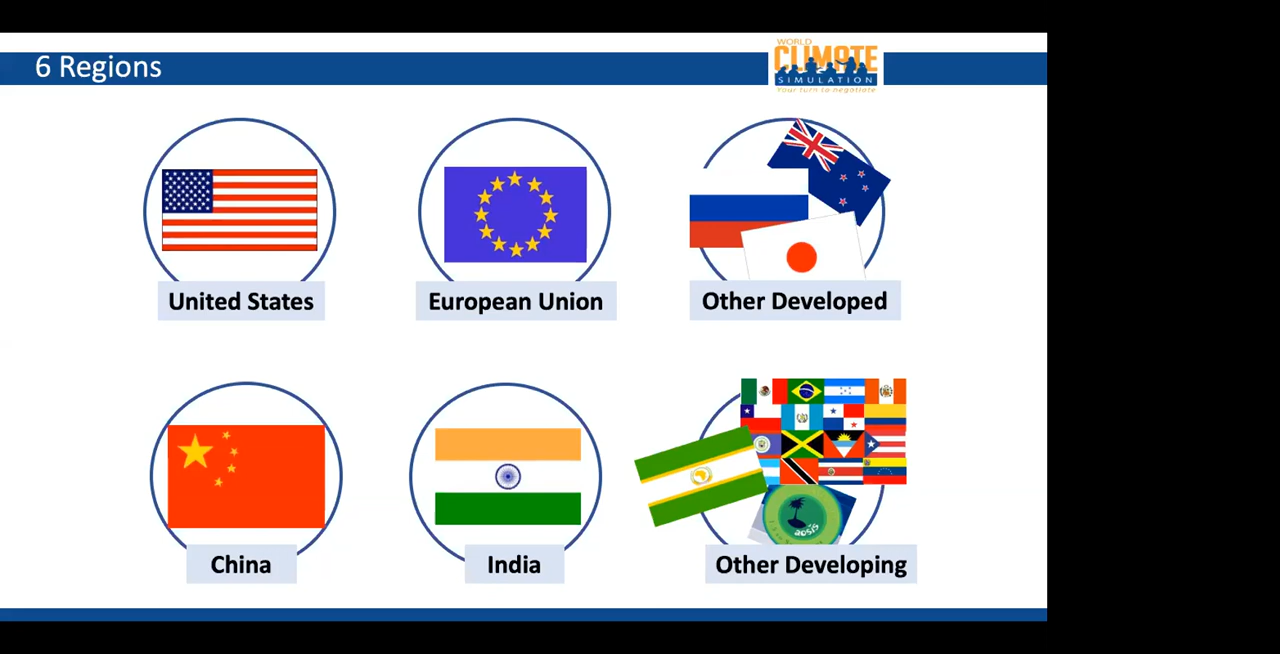 6 Regions
WORLD
CLIMATE
SIMULATION
Your turn to negotiate
United States
European Union
Other Developed
aosis
China
India
Other Developing